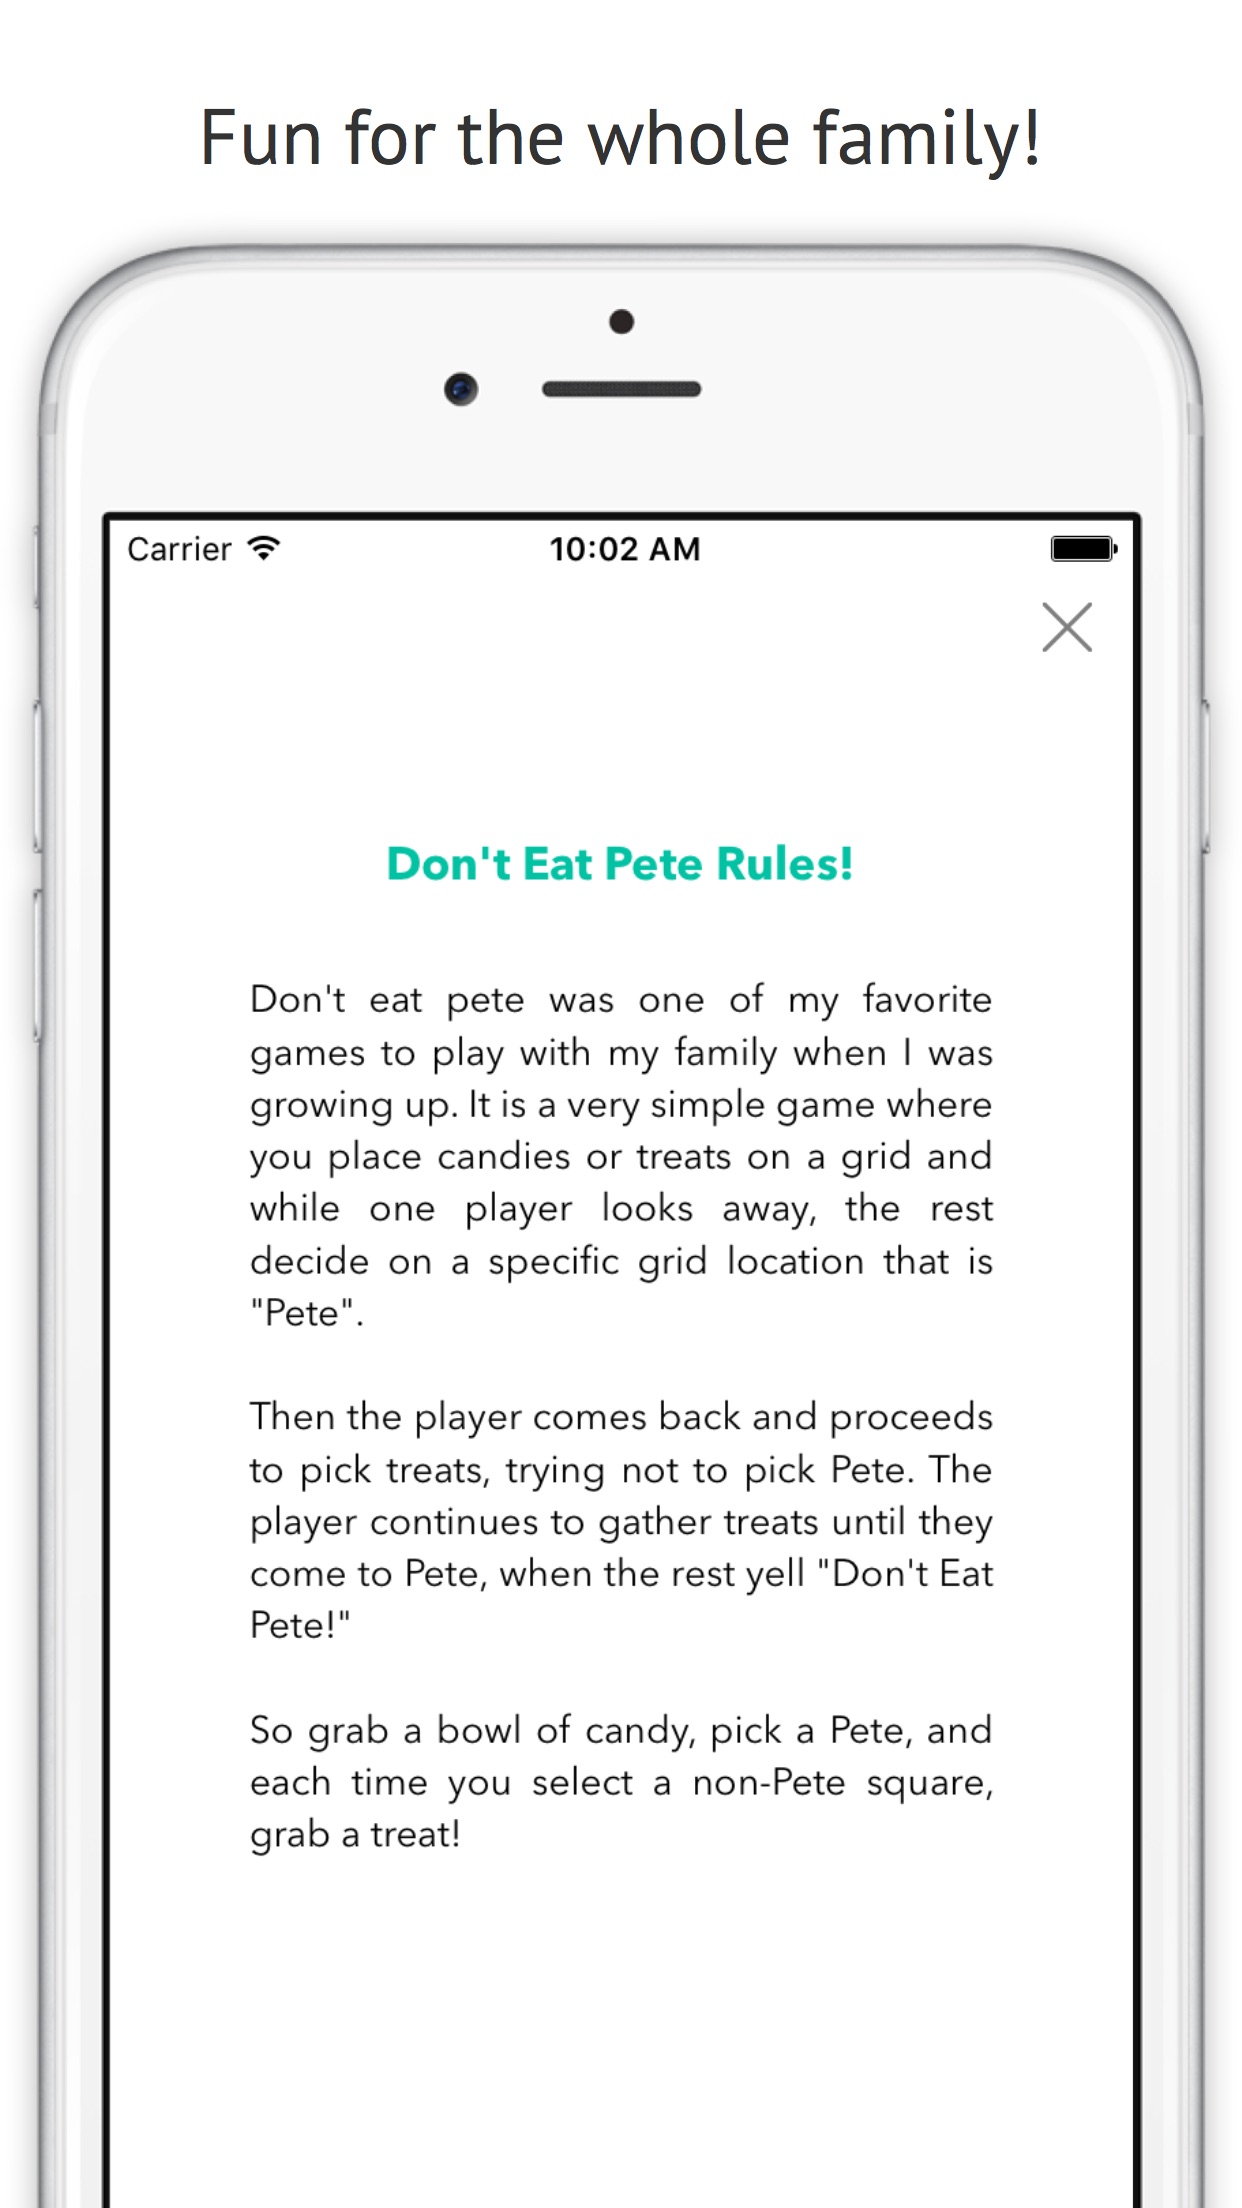 Fun for the whole family!
Carrier
10:02 AM
Don't Eat Pete Rules!
Don't eat pete was one of my favorite
games to play with my family when I was
growing up. It is a very simple game where
you place candies or treats on a grid and
while one player looks away, the rest
decide on a specific grid location that is
"Pete".
Then the player comes back and proceeds
to pick treats, trying not to pick Pete. The
player continues to gather treats until they
come to Pete, when the rest yell "Don't Eat
Pete!"
So grab a bowl of candy, pick a Pete, and
each time you select a non-Pete square,
grab a treat!